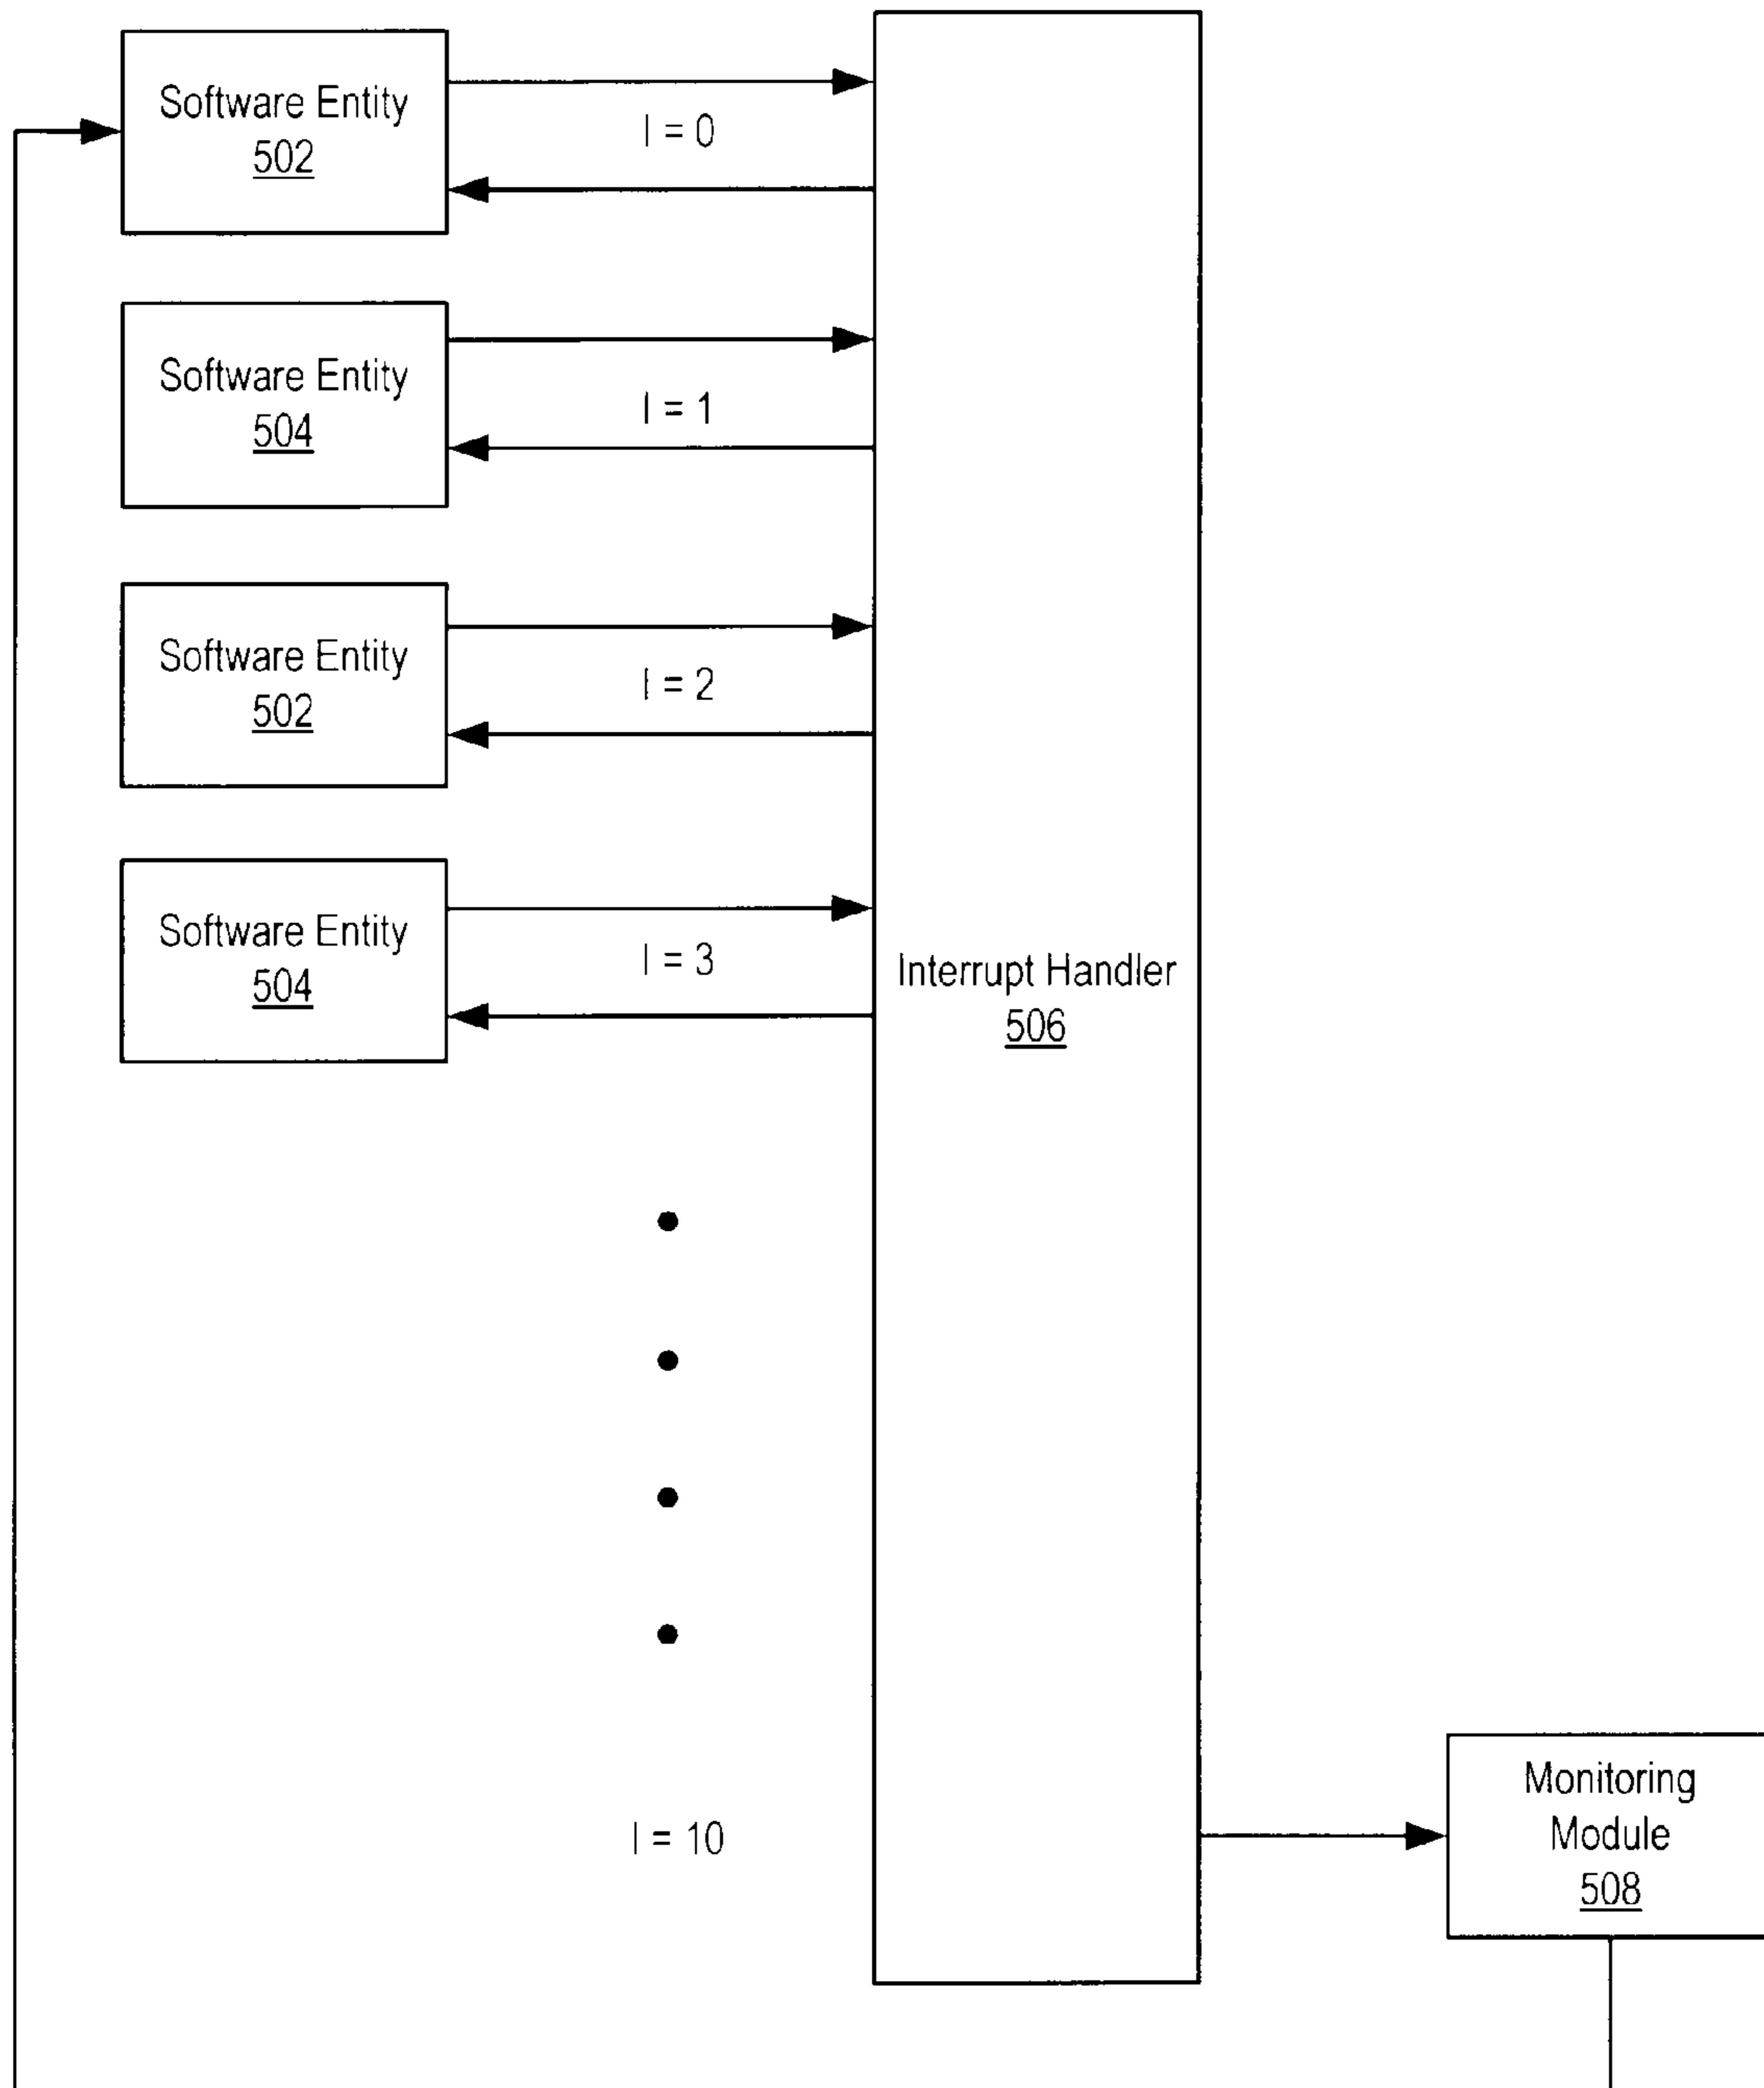 Software Entity
502
I = 0
Software Entity
504
I = 1
Software Entity
502
I = 2
Software Entity
504
I = 3
Interrupt Handler
506
I = 10
Monitoring
Module
508